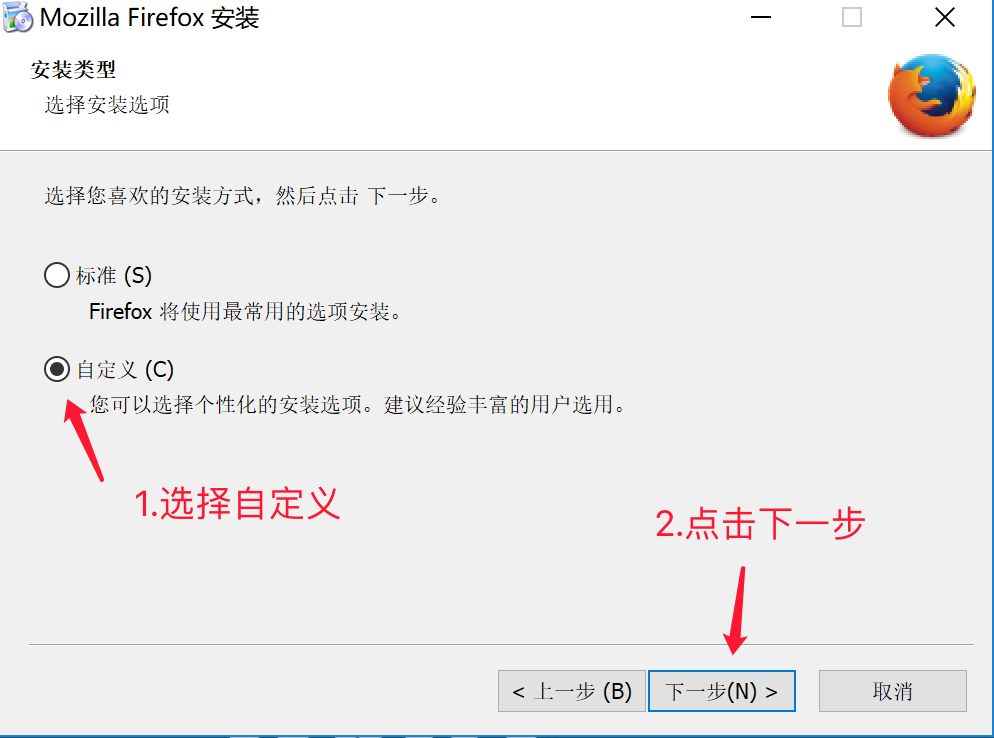 Mozilla Firefox 安装
安装类型
选择安装选项
选择您喜欢的安装方式，然后点击 下一步。
标准 (S)
Firefox 将使用最常用的选项安装。
自定义 (C)
您可以选择个性化的安装选项。建议经验丰富的用户选用。
1.选择自定义
2.点击下一步
< 上一步 (B)
下一步(N) >
取消